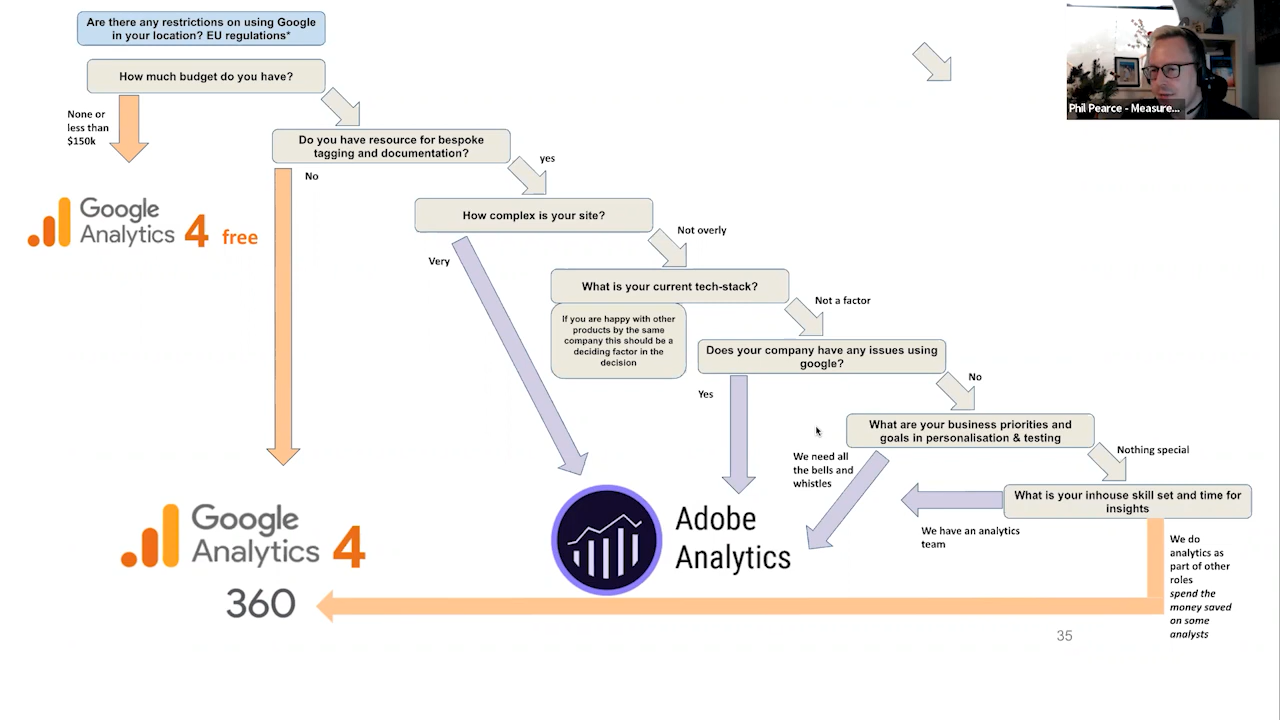 Are there any restrictions on using Google
in your location? EU regulations*
Phil Pearce - Measure...
How much budget do you have?
None or
less than
$150k
Do you have resource for bespoke
tagging and documentation?
yes
No
Google
Analytics 4 free
How complex is your site?
Not overly
Very
What is your current tech-stack?
Not a factor
If you are happy with other
products by the same
company this should be a
deciding factor in the
decision
Does your company have any issues using
google?
No
Yes
What are your business priorities and
goals in personalisation & testing
We need all
the bells and
whistles
Nothing special
What is your inhouse skill set and time for
insights
We have an analytics
team
We do
analytics as
part of other
roles
spend the
money saved
on some
analysts
Google
Analytics 4
360
Adobe
Analytics
35